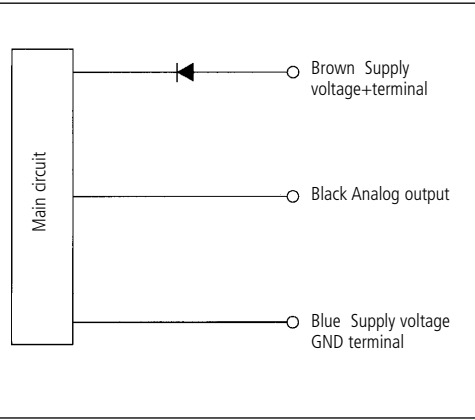 Main circuit
Brown Supply
voltage+terminal
Black Analog output
Blue Supply voltage
GND terminal